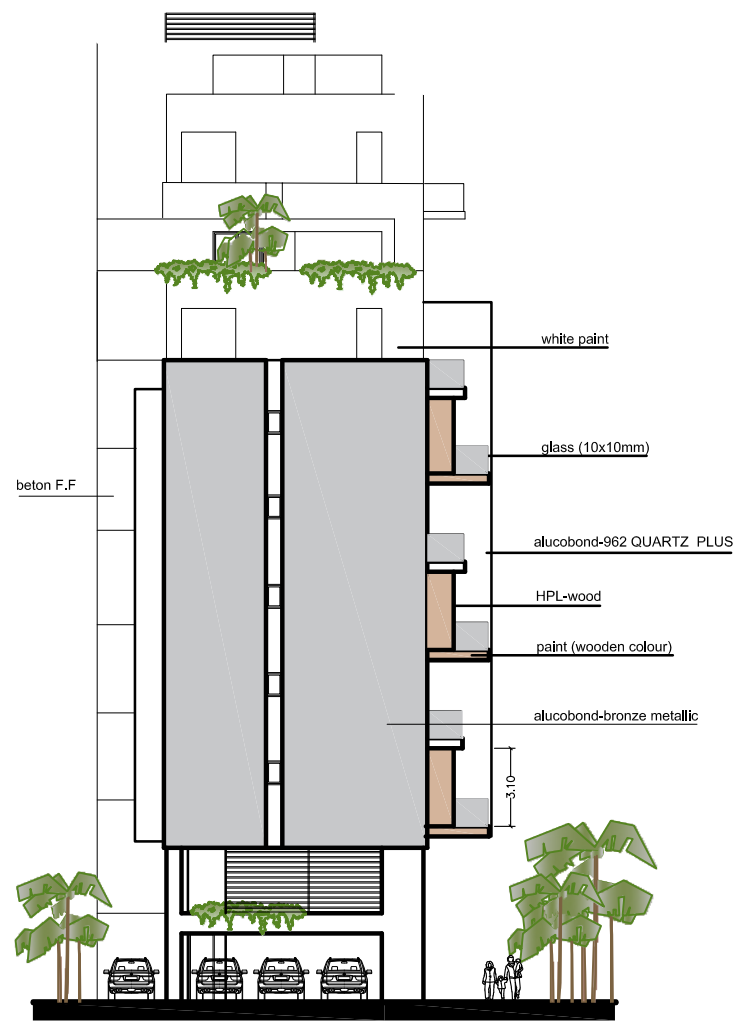 white paint
glass (10x10mm)
beton F.F
alucobond-962 QUARTZ PLUS
HPL-wood
paint (wooden colour)
alucobond-bronze metallic
3.10